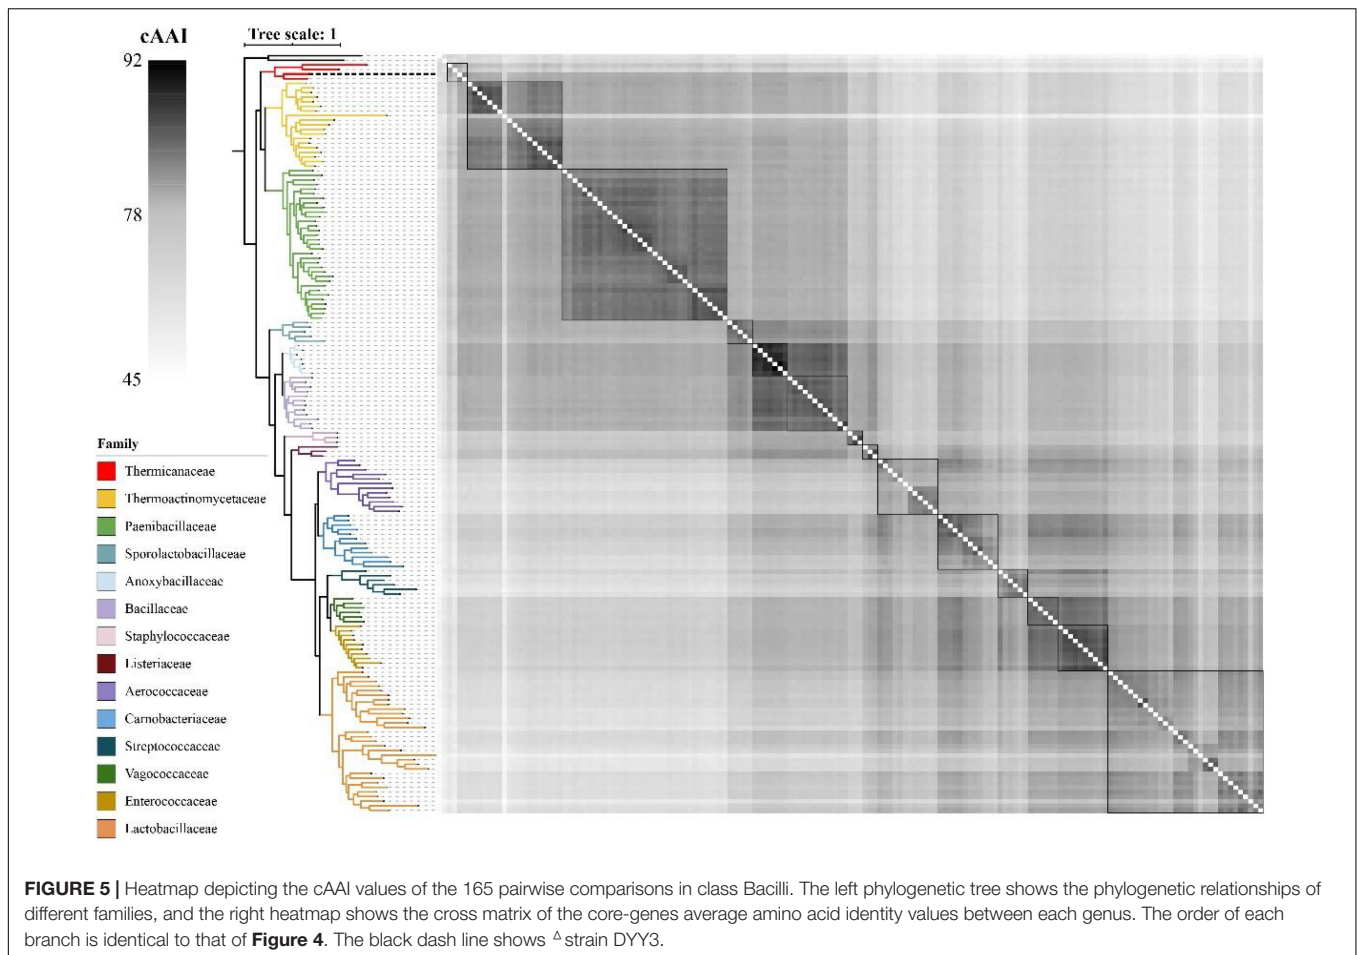 cAAI
Tree scale: 1
92
78
45
Family
Thermicanaceae
Thermoactinomycetaceae
Paenibacillaceae
Sporolactobacillaceae
Anoxybacillaceae
Bacillaceae
Staphylococcaceae
Listeriaceae
Aerococcaceae
Carnobacteriaceae
Streptococcaceae
Vagococcaceae
Enterococcaceae
Lactobacillaceae
FIGURE 5 | Heatmap depicting the cAAI values of the 165 pairwise comparisons in class Bacilli. The left phylogenetic tree shows the phylogenetic relationships of
different families, and the right heatmap shows the cross matrix of the core-genes average amino acid identity values between each genus. The order of each
branch is identical to that of Figure 4. The black dash line shows Δ strain DYY3.